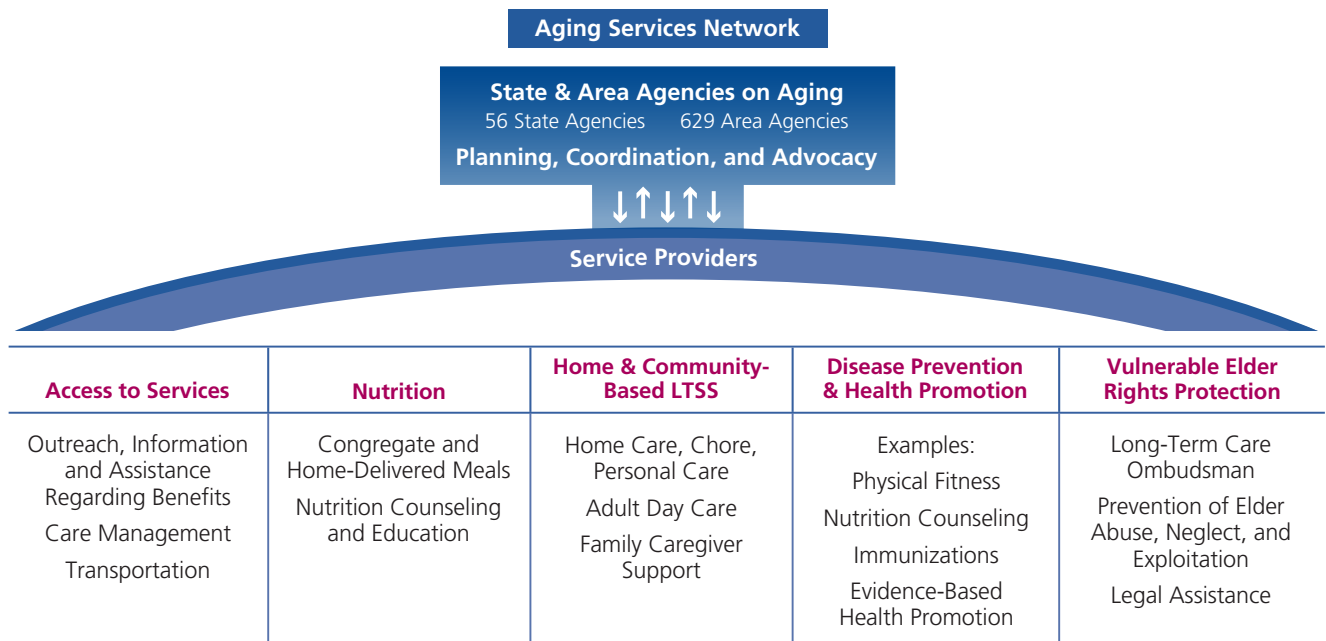 Aging Services Network
State & Area Agencies on Aging
56 State Agencies 629 Area Agencies
Planning, Coordination, and Advocacy
Service Providers
Access to Services
Outreach, Information
and Assistance
Regarding Benefits
Care Management
Transportation
Nutrition
Congregate and
Home-Delivered Meals
Nutrition Counseling
and Education
Home & Community-
Based LTSS
Home Care, Chore,
Personal Care
Adult Day Care
Family Caregiver
Support
Disease Prevention
& Health Promotion
Examples:
Physical Fitness
Nutrition Counseling
Immunizations
Evidence-Based
Health Promotion
Vulnerable Elder
Rights Protection
Long-Term Care
Ombudsman
Prevention of Elder
Abuse, Neglect, and
Exploitation
Legal Assistance